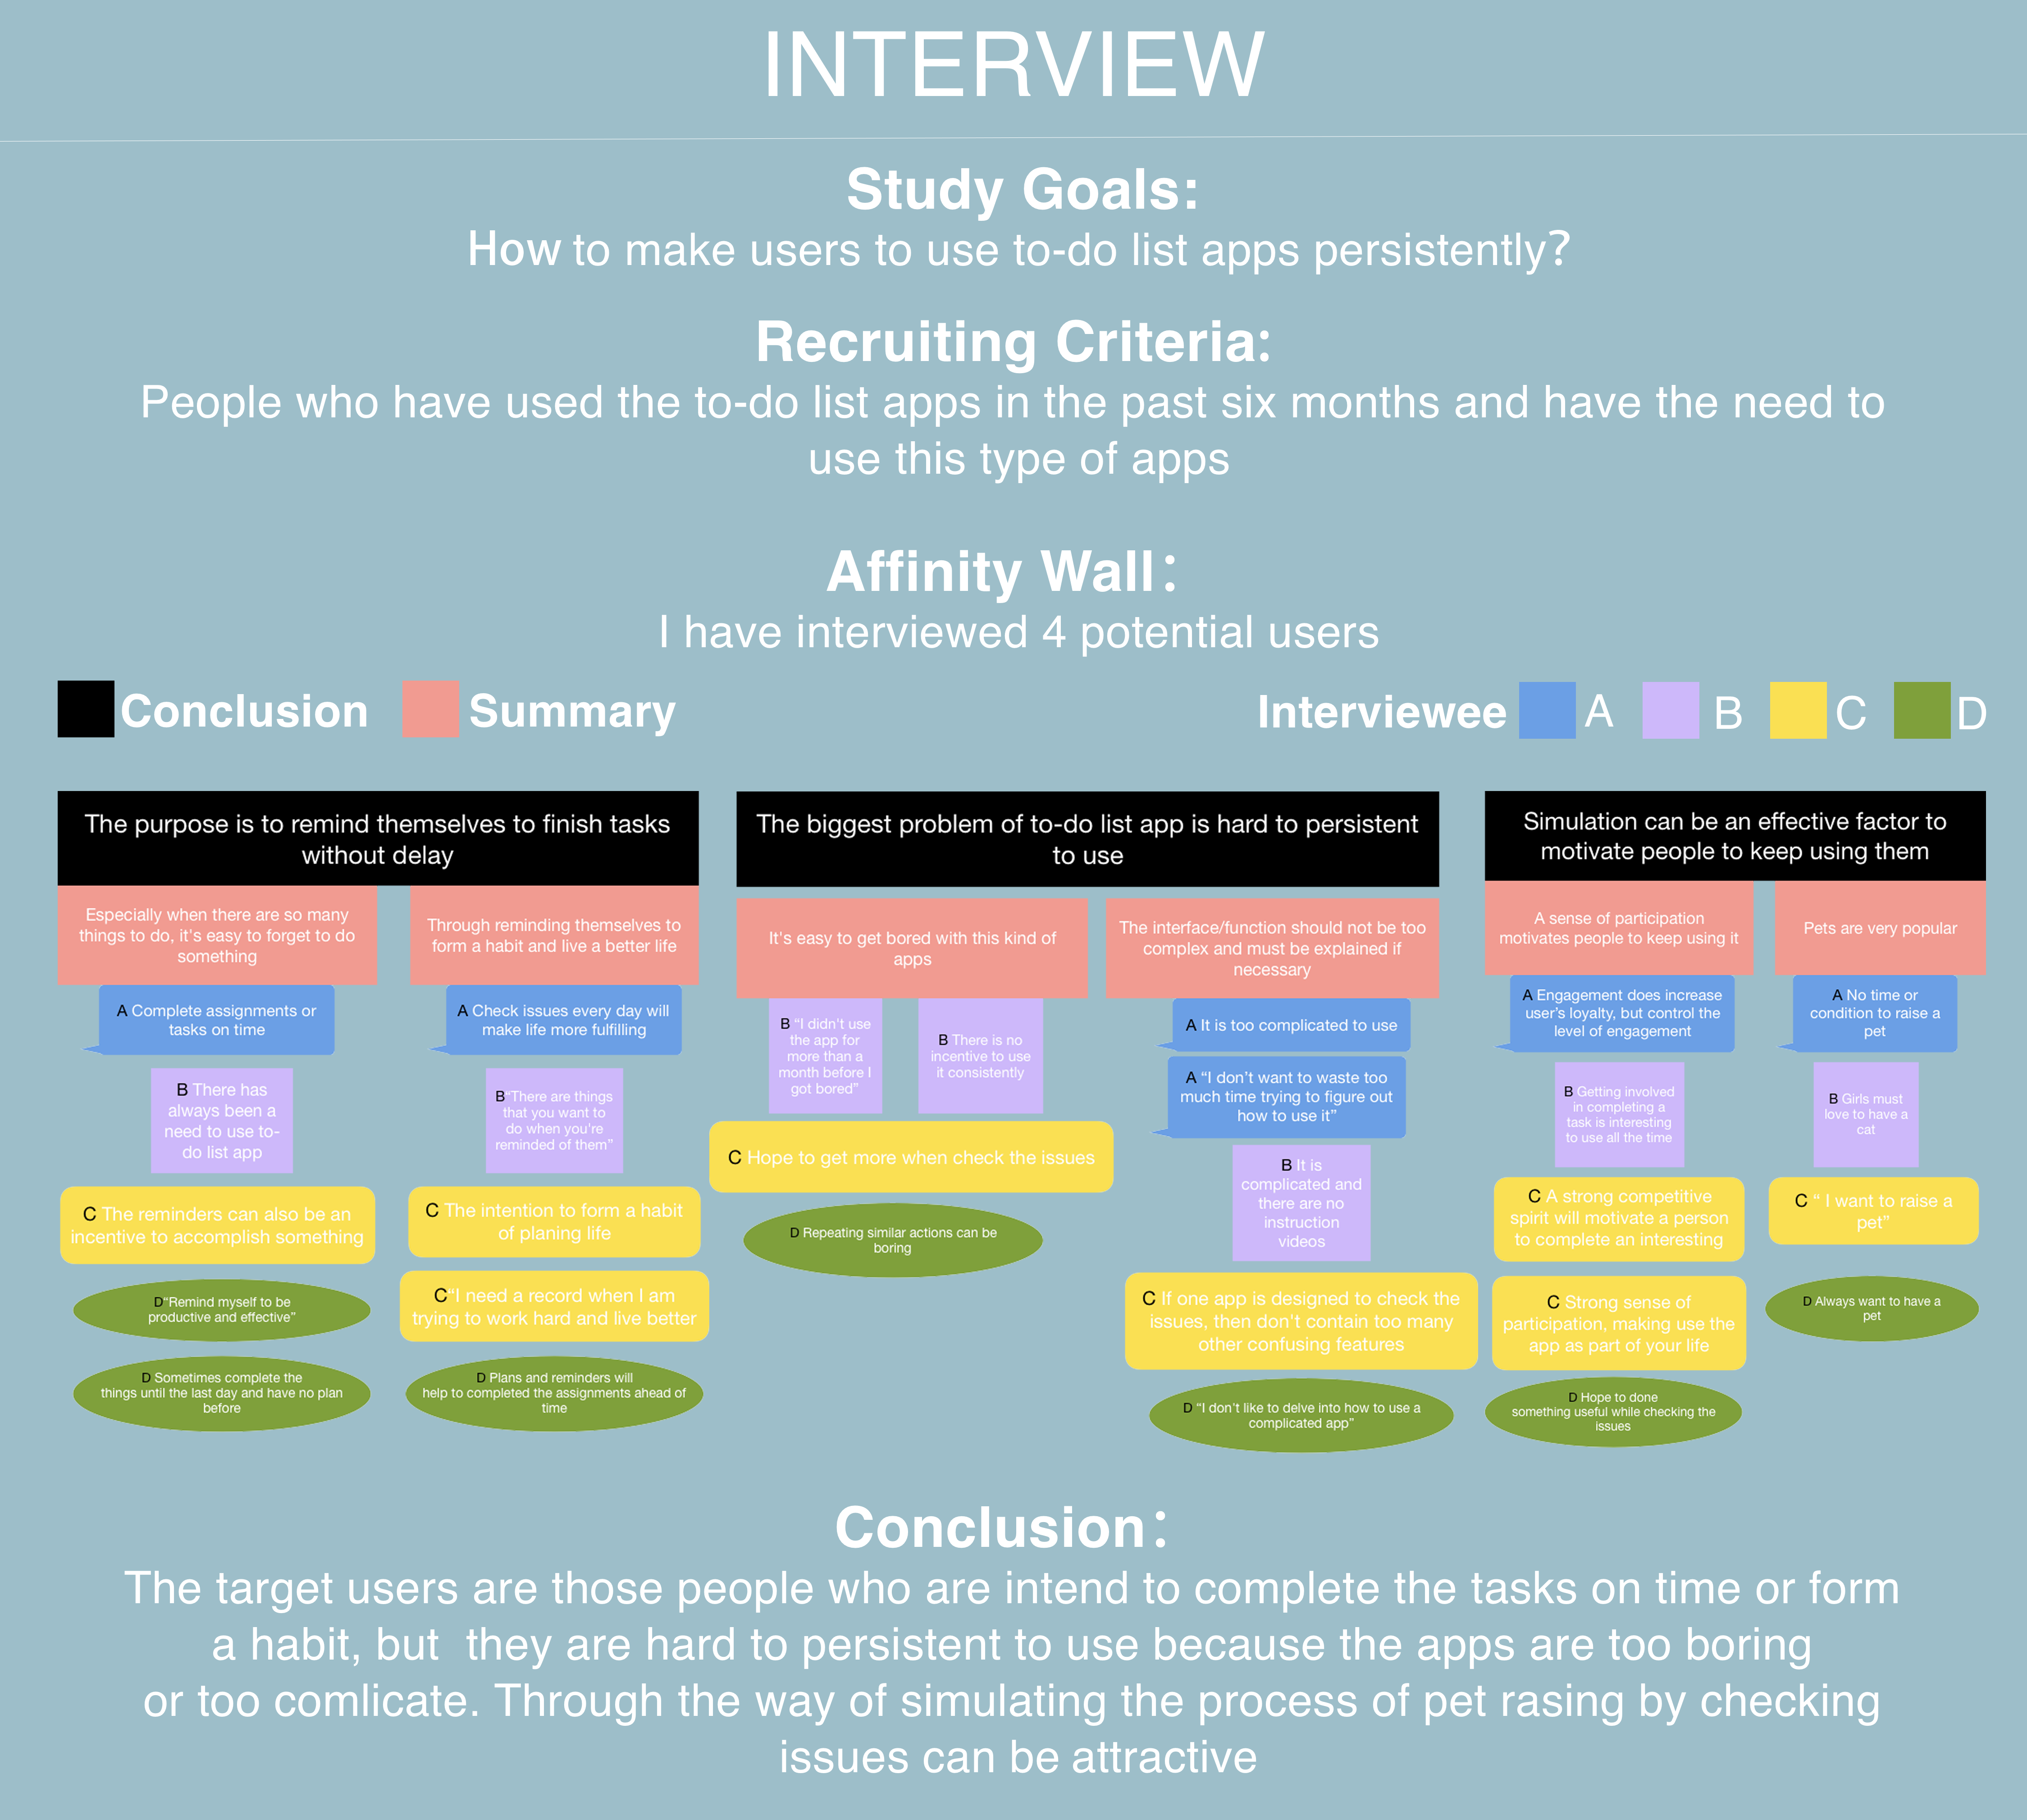 INTERVIEW
Study Goals:
How to make users to use to-do list apps persistently?
Recruiting Criteria:
People who have used the to-do list apps in the past six months and have the need to
use this type of apps
Affinity Wall：
I have interviewed 4 potential users
Conclusion
Summary
Interviewee
A
B
C
D
The purpose is to remind themselves to finish tasks
without delay
Especially when there are so many
things to do, it's easy to forget to do
something
A Complete assignments or
tasks on time
B There has
always been a
need to use to-
do list app
C The reminders can also be an
incentive to accomplish something
D“Remind myself to be
productive and effective”
D Sometimes complete the
things until the last day and have no plan
before
Through reminding themselves to
form a habit and live a better life
A Check issues every day will
make life more fulfilling
B“There are things
that you want to
do when you're
reminded of them”
C The intention to form a habit
of planing life
C“I need a record when I am
trying to work hard and live better
D Plans and reminders will
help to completed the assignments ahead of
time
The biggest problem of to-do list app is hard to persistent
to use
It's easy to get bored with this kind of
apps
B “I didn't use
the app for
more than a
month before I
got bored”
B There is no
incentive to use
it consistently
C Hope to get more when check the issues
D Repeating similar actions can be
boring
The interface/function should not be too
complex and must be explained if
necessary
A It is too complicated to use
A “I don’t want to waste too
much time trying to figure out
how to use it”
B It is
complicated and
there are no
instruction
videos
C If one app is designed to check the
issues, then don't contain too many
other confusing features
D “I don't like to delve into how to use a
complicated app”
Simulation can be an effective factor to
motivate people to keep using them
A sense of participation
motivates people to keep using it
A Engagement does increase
user’s loyalty, but control the
level of engagement
B Getting involved
in completing a
task is interesting
to use all the time
C A strong competitive
spirit will motivate a person
to complete an interesting
C Strong sense of
participation, making use the
app as part of your life
D Hope to done
something useful while checking the
issues
Pets are very popular
A No time or
condition to raise a
pet
B Girls must
love to have a
cat
C “ I want to raise a
pet”
D Always want to have a
pet
Conclusion：
The target users are those people who are intend to complete the tasks on time or form
a habit, but  they are hard to persistent to use because the apps are too boring
or too comlicate. Through the way of simulating the process of pet rasing by checking
issues can be attractive